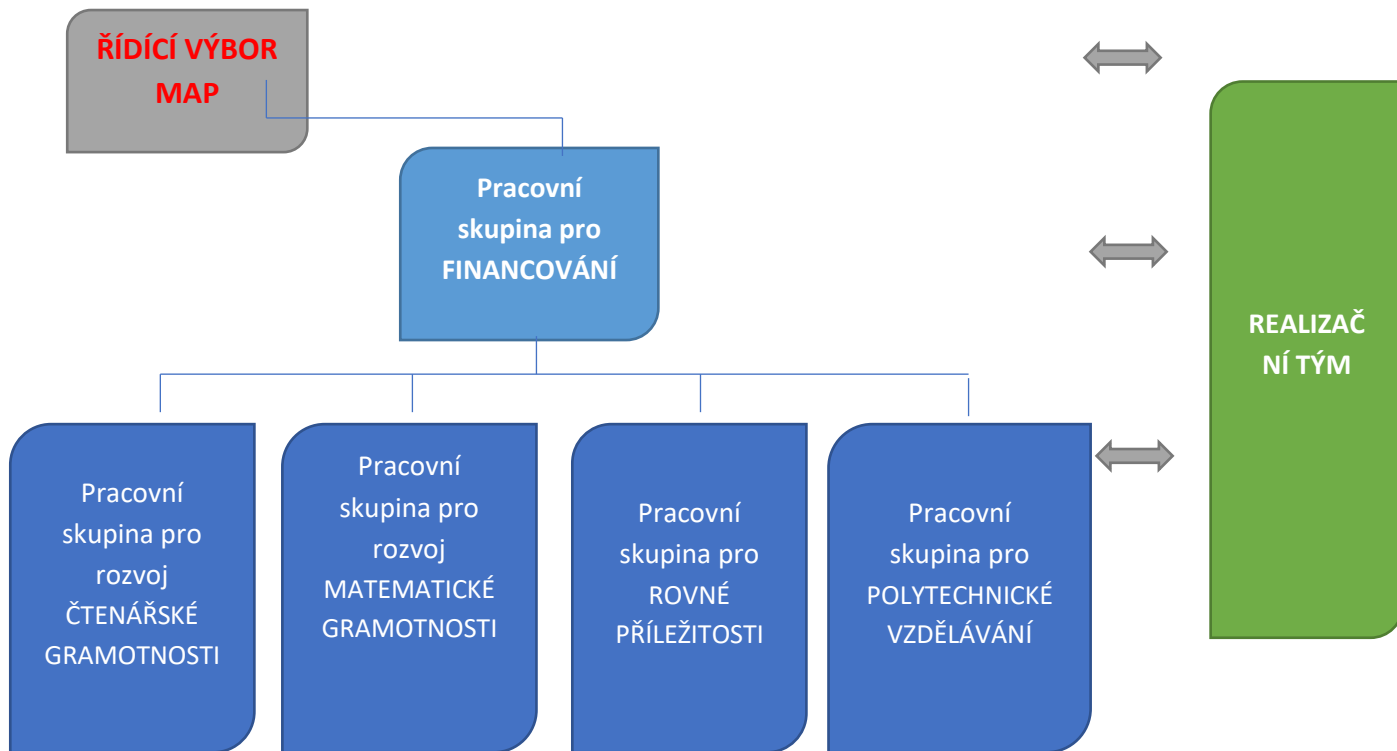 ŘÍDÍCÍ VÝBOR
MAP
Pracovní
skupina pro
FINANCOVÁNÍ
REALIZAČ
NÍ TÝM
Pracovní
skupina pro
rozvoj
ČTENÁŘSKÉ
GRAMOTNOSTI
Pracovní
skupina pro
rozvoj
MATEMATICKÉ
GRAMOTNOSTI
Pracovní
skupina pro
ROVNÉ
PŘÍLEŽITOSTI
Pracovní
skupina pro
POLYTECHNICKÉ
VZDĚLÁVÁNÍ